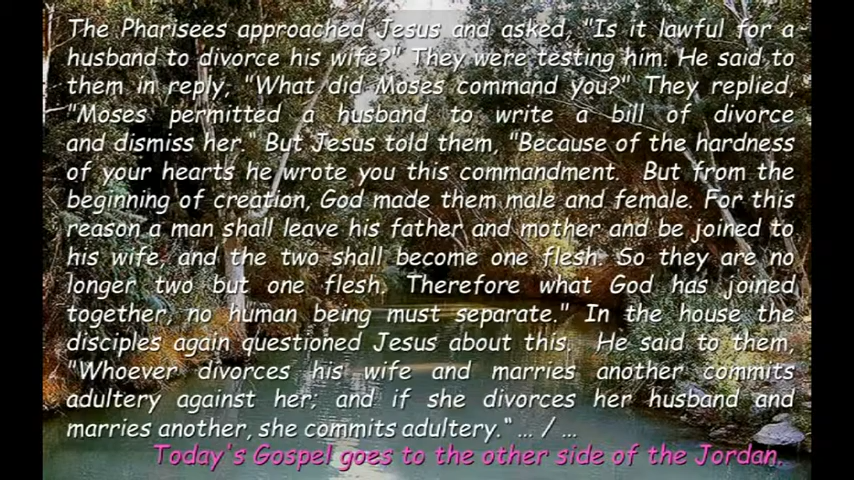 The Pharisees approached Jesus and asked, "Is it lawful for a
husband to divorce his wife?" They were testing him. He said to
them in reply, "What did Moses command you?" They replied,
"Moses permitted a husband to write a bill of divorce
and dismiss her." But Jesus told them, "Because of the hardness
of your hearts he wrote you this commandment. But from the
beginning of creation, God made them male and female. For this
reason a man shall leave his father and mother and be joined to
his wife, and the two shall become one flesh. So they are no
longer two but one flesh. Therefore what God has joined
together, no human being must separate." In the house the
disciples again questioned Jesus about this. He said to them,
"Whoever divorces his wife and marries another commits
adultery against her; and if she divorces her husband and
marries another, she commits adultery." ... / ...
Today's Gospel goes to the other side of the Jordan.